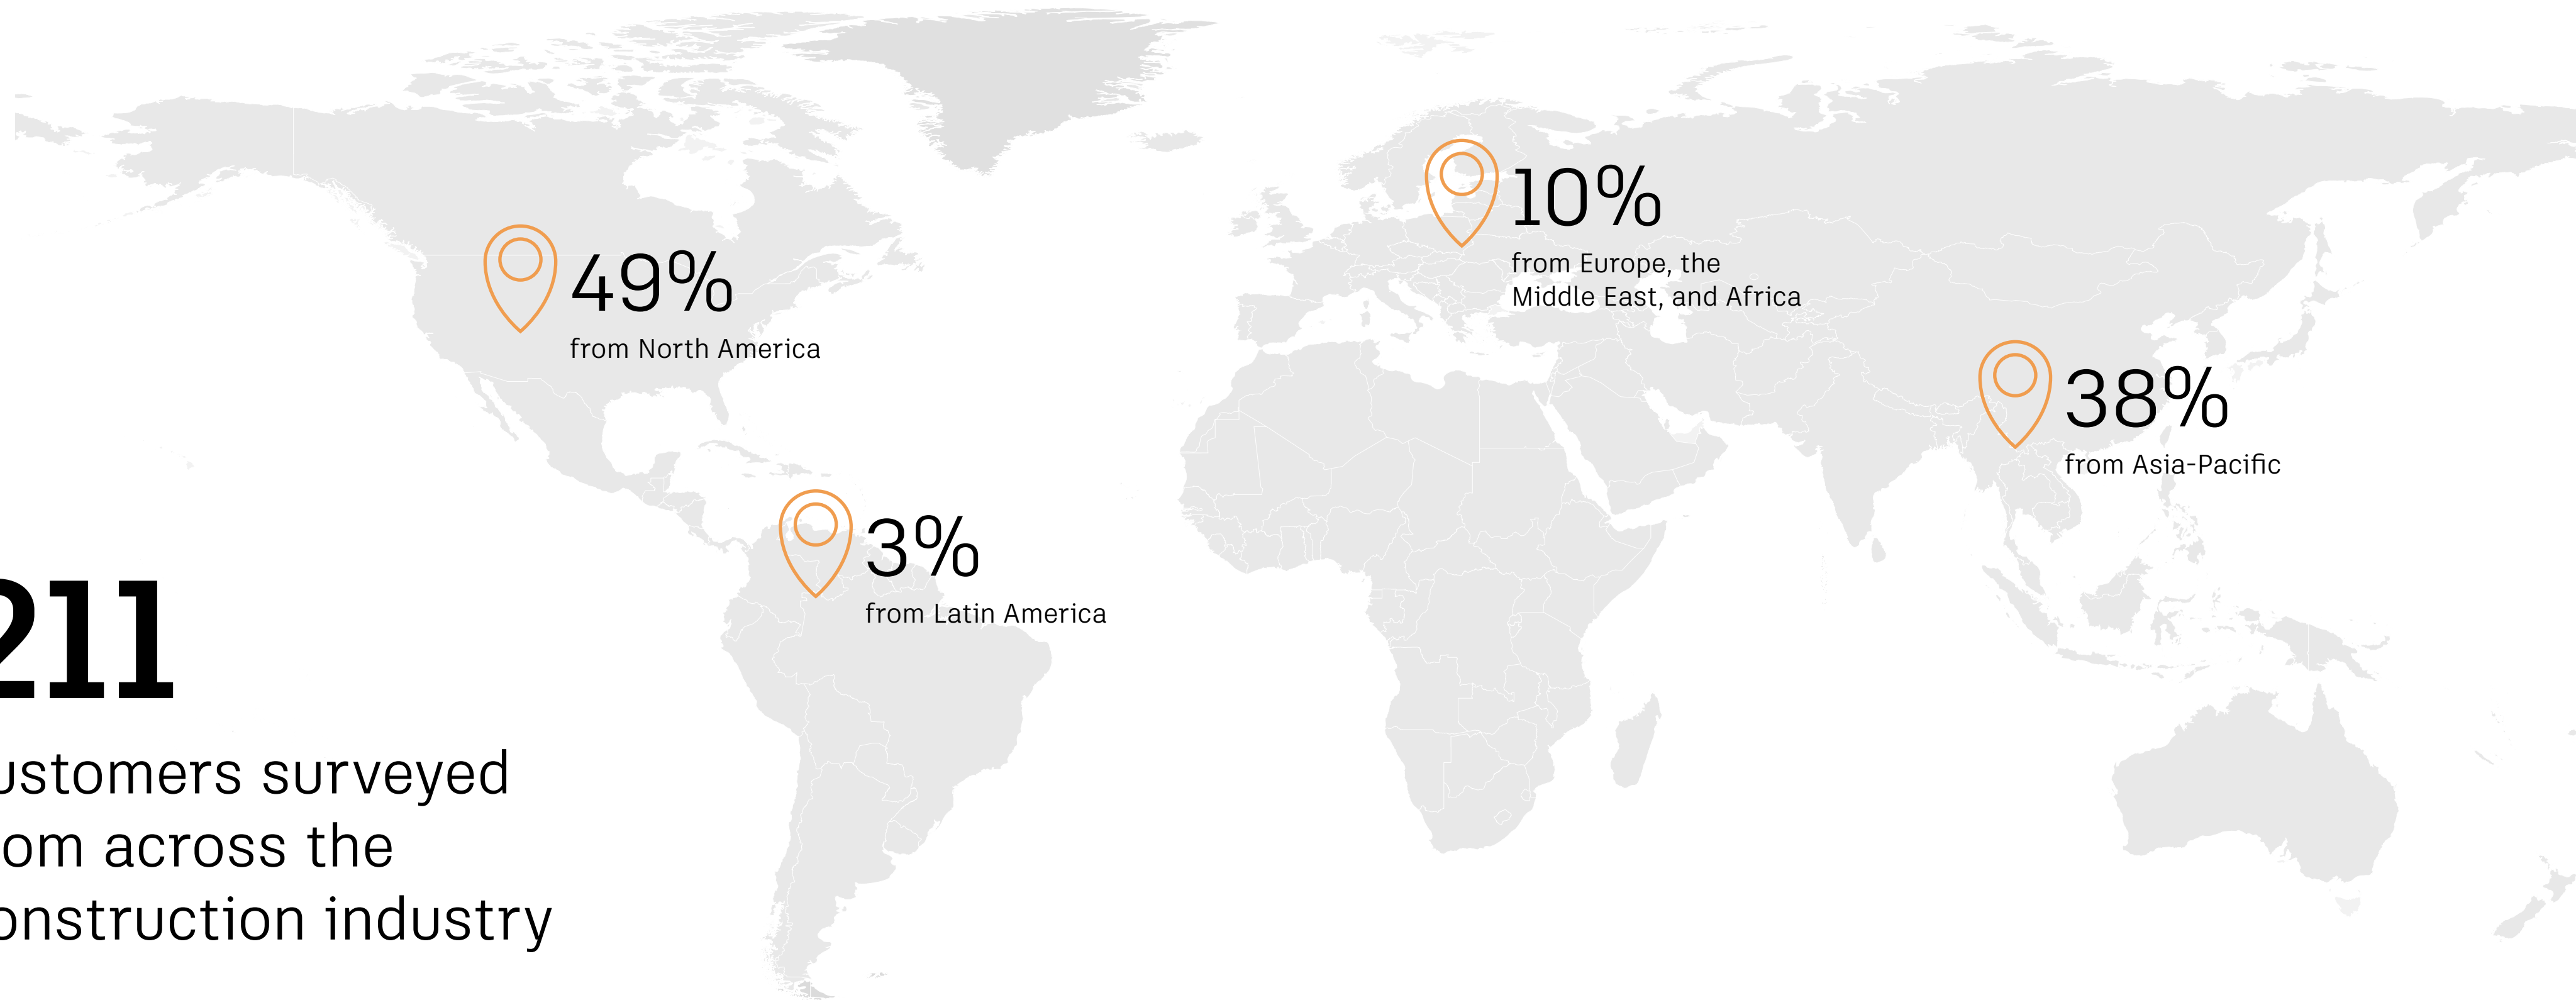 10%
from Europe, the
Middle East, and Africa
49%
from North America
38%
from Asia-Pacific
3%
from Latin America
211
ustomers surveyed
om across the
onstruction industry